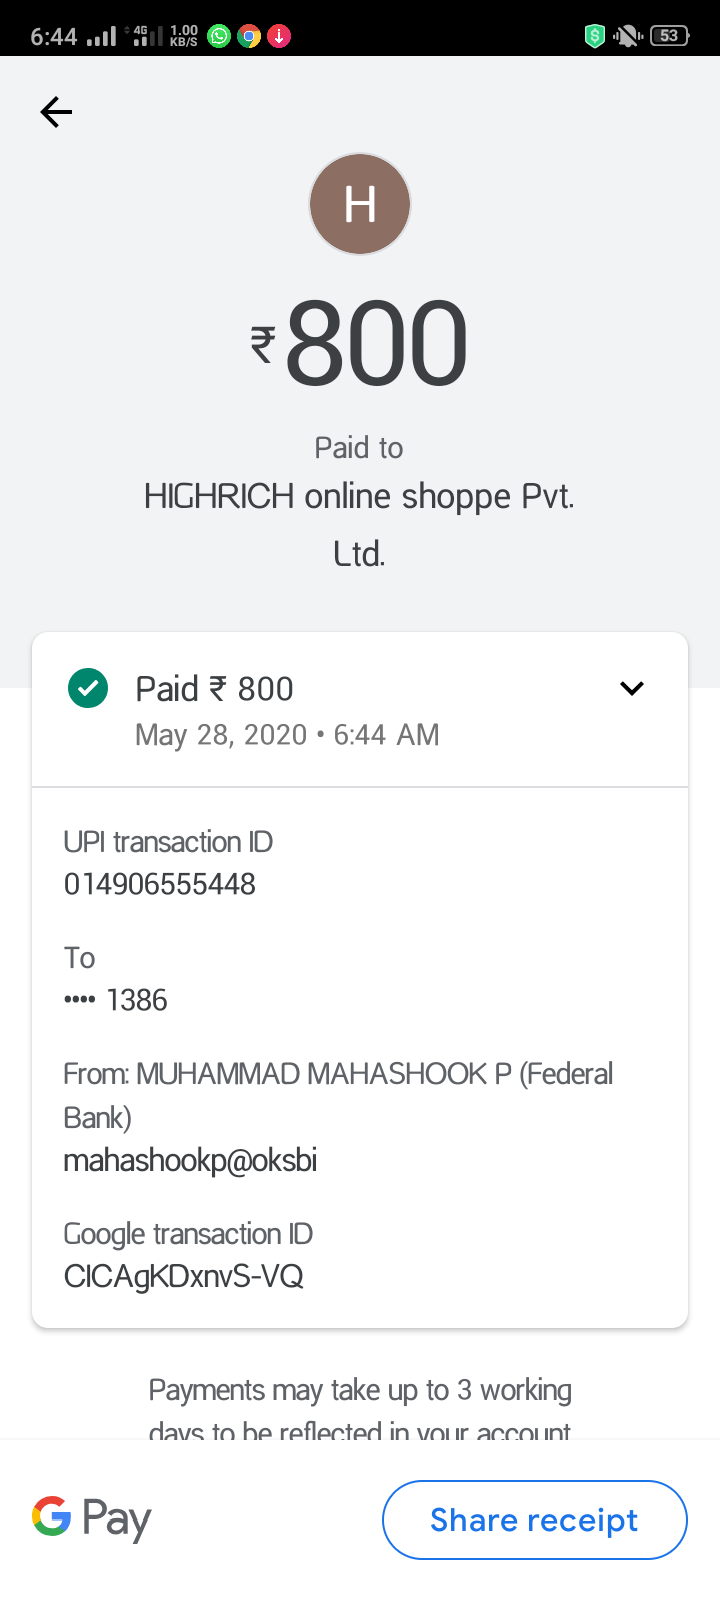 6:44 4G 1.00 KB/S 53
H
₹800
Paid to
HIGHRICH online shoppe Pvt.
Ltd.
Paid ₹ 800
May 28, 2020 • 6:44 AM
UPI transaction ID
014906555448
To
•••• 1386
From: MUHAMMAD MAHASHOOK P (Federal
Bank)
mahashookp@oksbi
Google transaction ID
CICAgKDxnvS-VQ
Payments may take up to 3 working
days to be reflected in your account
G Pay
Share receipt